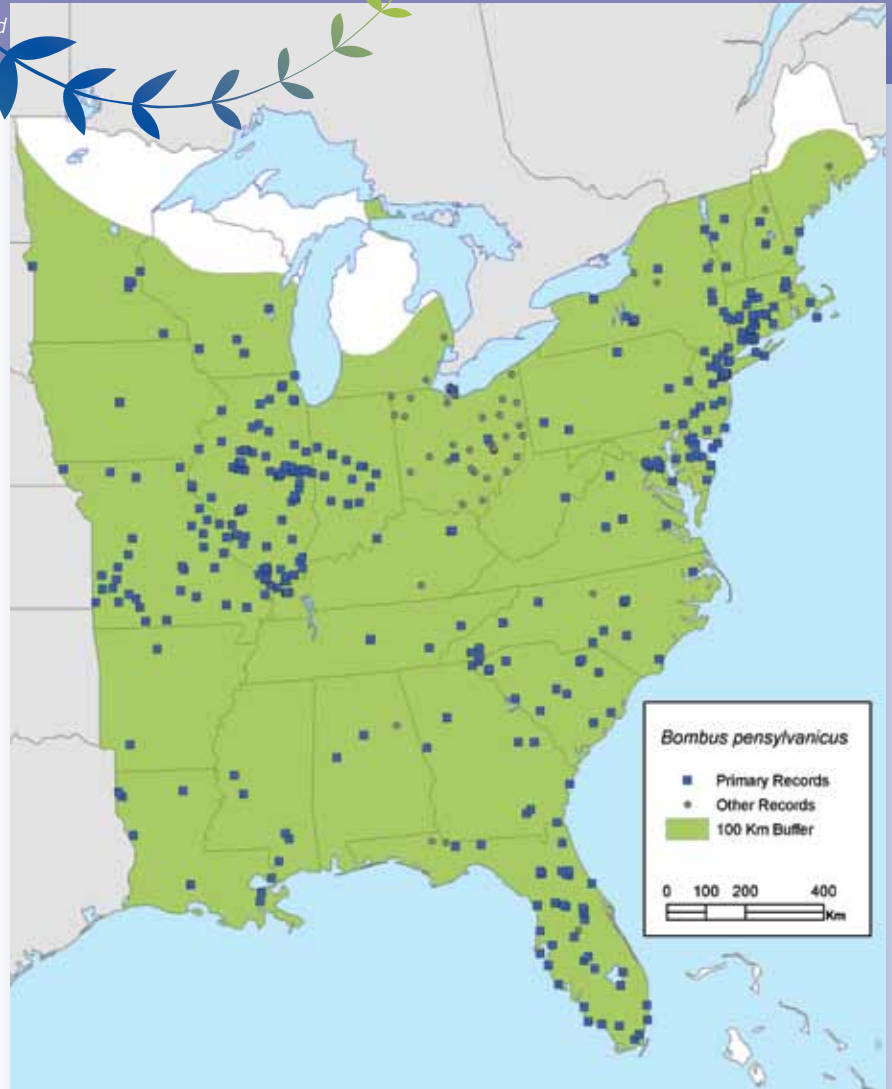 d
Bombus pensylvanicus
Primary Records
Other Records
100 Km Buffer
0 100 200 400
Km